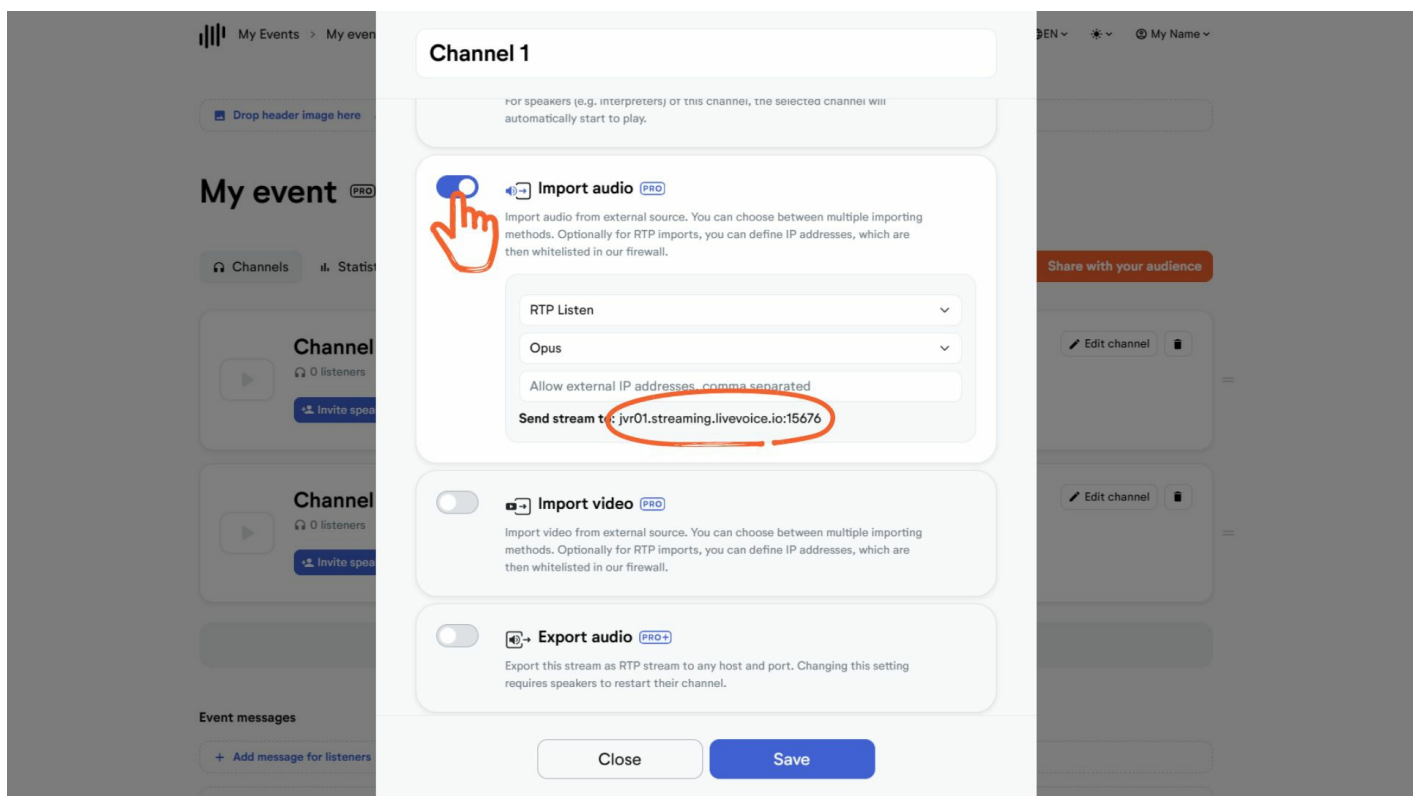 My Events > My even
EN
My Name
Channel 1
For speakers (e.g. interpreters) of this channel, the selected channel will
automatically start to play.
Drop header image here
My event PRO
Import audio PRO
Import audio from external source. You can choose between multiple importing
methods. Optionally for RTP imports, you can define IP addresses, which are
then whitelisted in our firewall.
Channels
Statist
Share with your audience
RTP Listen
Opus
Allow external IP addresses, comma separated
Send stream to: jvr01.streaming.livevoice.io:15676
Channel
0 listeners
Invite spea
Edit channel
Import video PRO
Import video from external source. You can choose between multiple importing
methods. Optionally for RTP imports, you can define IP addresses, which are
then whitelisted in our firewall.
Channel
0 listeners
Invite spea
Edit channel
Export audio PRO+
Export this stream as RTP stream to any host and port. Changing this setting
requires speakers to restart their channel.
Event messages
+ Add message for listeners
Close
Save